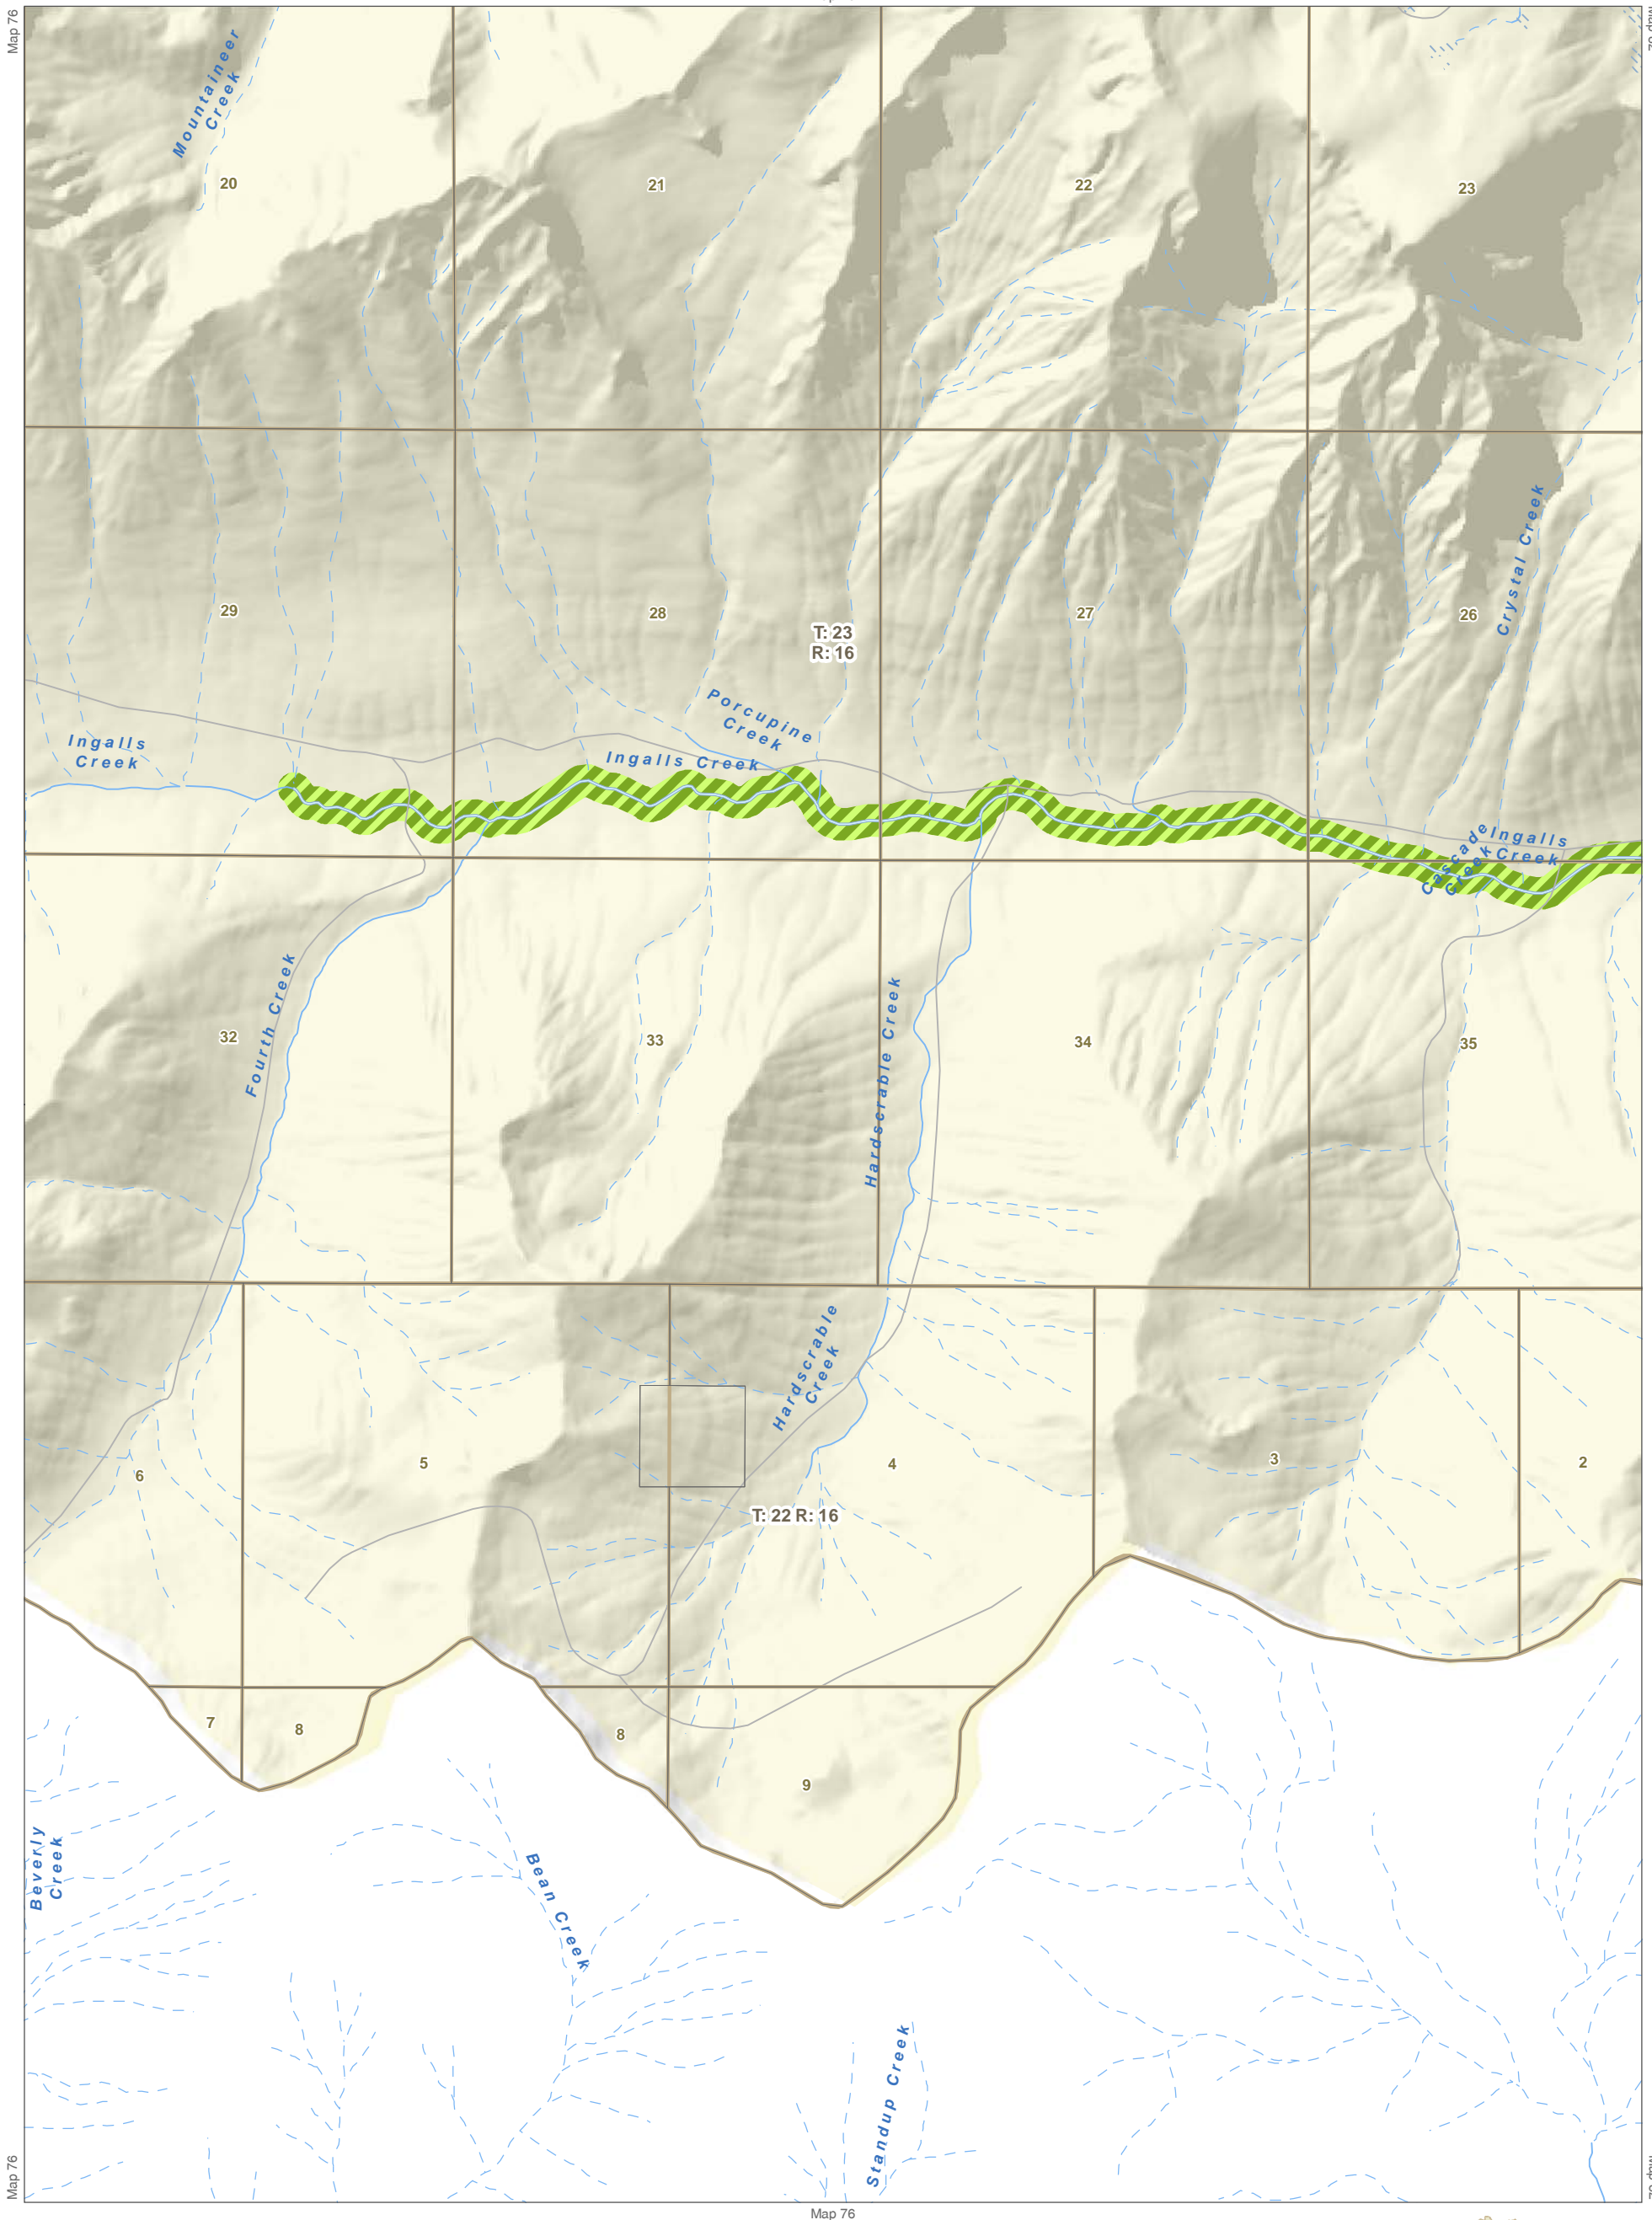 Map 76
Mountaineer
Creek
20
21
22
23
29
28
T: 23
R: 16
27
26
Crystal Creek
Ingalls
Creek
Porcupine
Creek
Ingalls Creek
Cascade
Creek
Ingalls
Creek
Fourth Creek
32
33
Hardscrable Creek
34
35
Hardscrable
Creek
6
5
4
3
2
T: 22 R: 16
7
8
8
9
Beverly
Creek
Bean Creek
Standup Creek
Map 76
Map 76